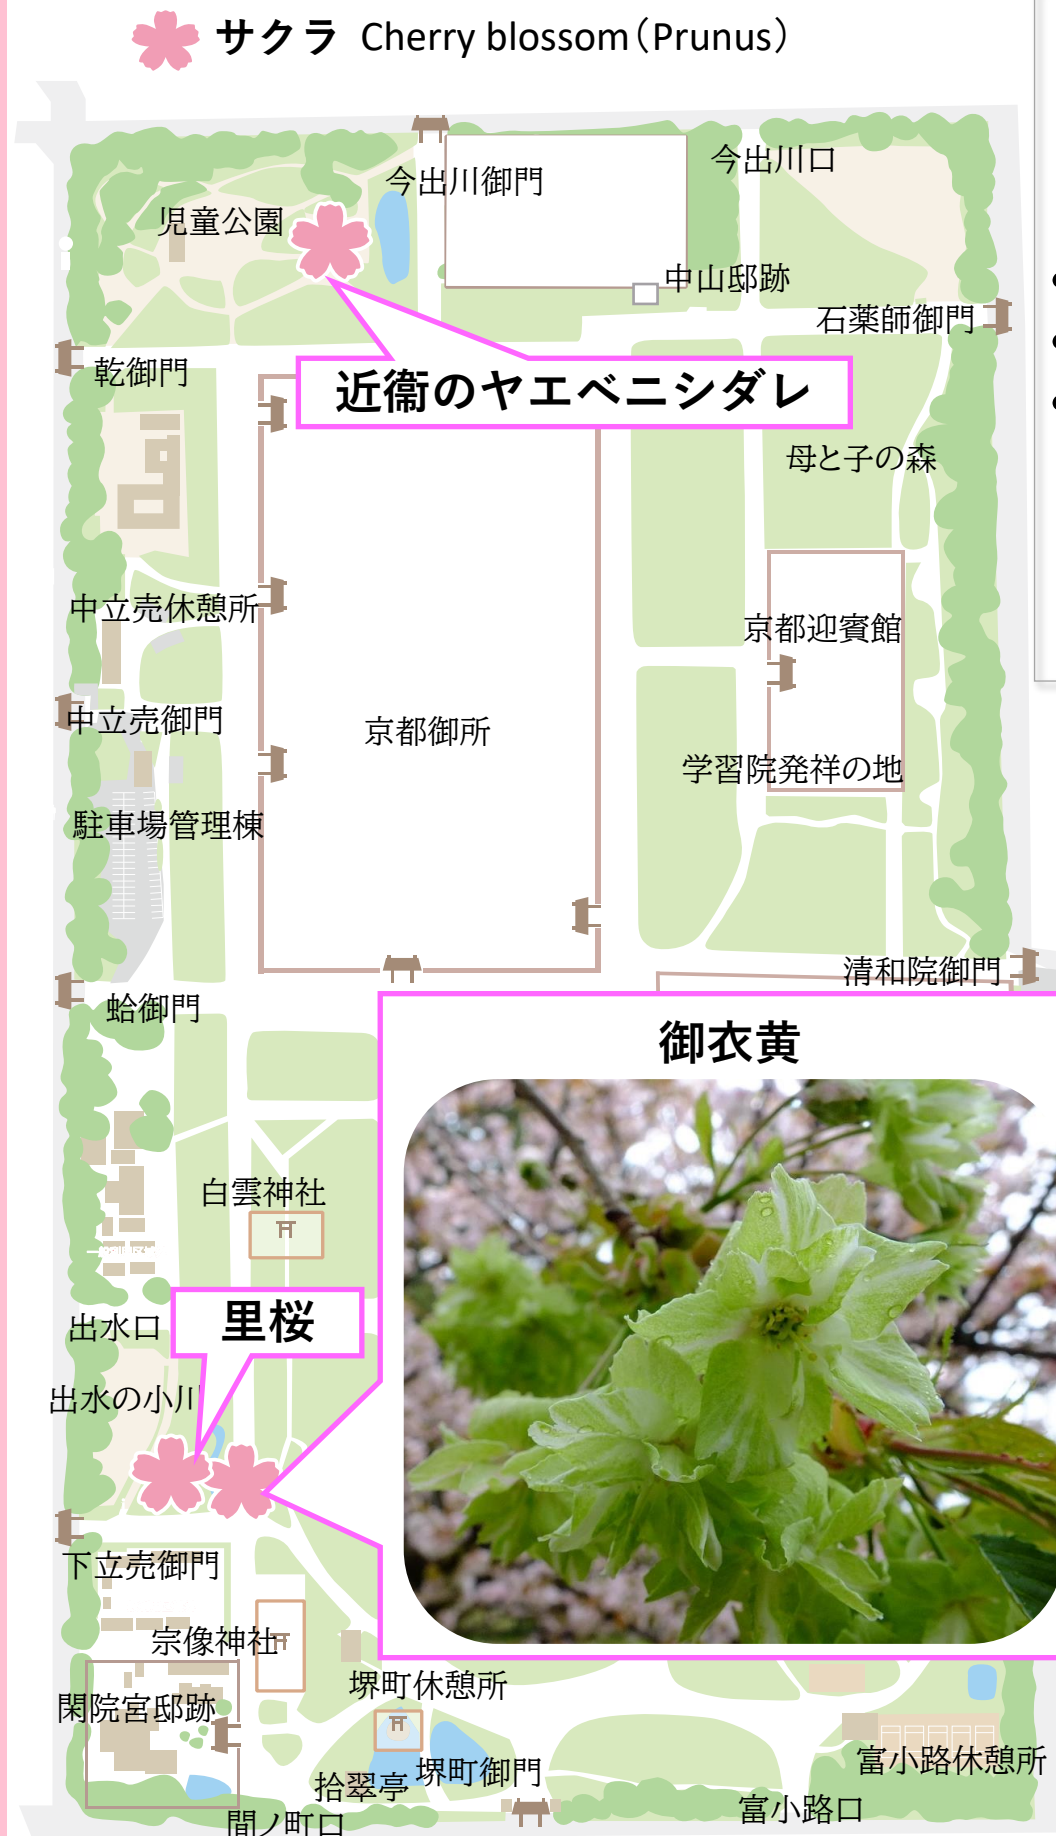 サクラ Cherry blossom(Prunus)
今出川御門
今出川口
児童公園
中山邸跡
石薬師御門
乾御門
近衞のヤエベニシダレ
母と子の森
中立売休憩所
京都迎賓館
中立売御門
京都御所
学習院発祥の地
駐車場管理棟
清和院御門
蛤御門
御衣黄
白雲神社
里桜
出水口
出水の小川
下立売御門
宗像神社
堺町休憩所
閑院宮邸跡
富小路休憩所
拾翠亭
堺町御門
富小路口
間ノ町口